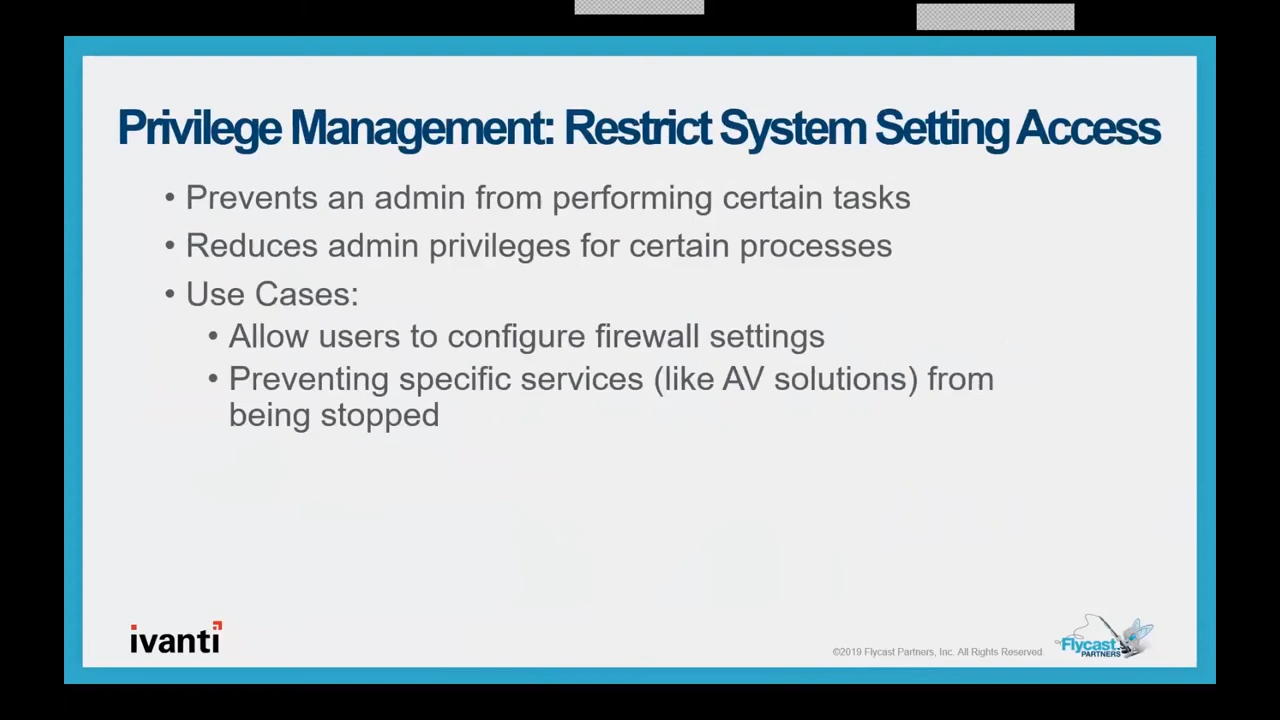 Privilege Management: Restrict System Setting Access
• Prevents an admin from performing certain tasks
• Reduces admin privileges for certain processes
• Use Cases:
• Allow users to configure firewall settings
• Preventing specific services (like AV solutions) from
being stopped
ivanti
©2019 Flycast Partners, Inc. All Rights Reserved.
Flycast
PARTNERS